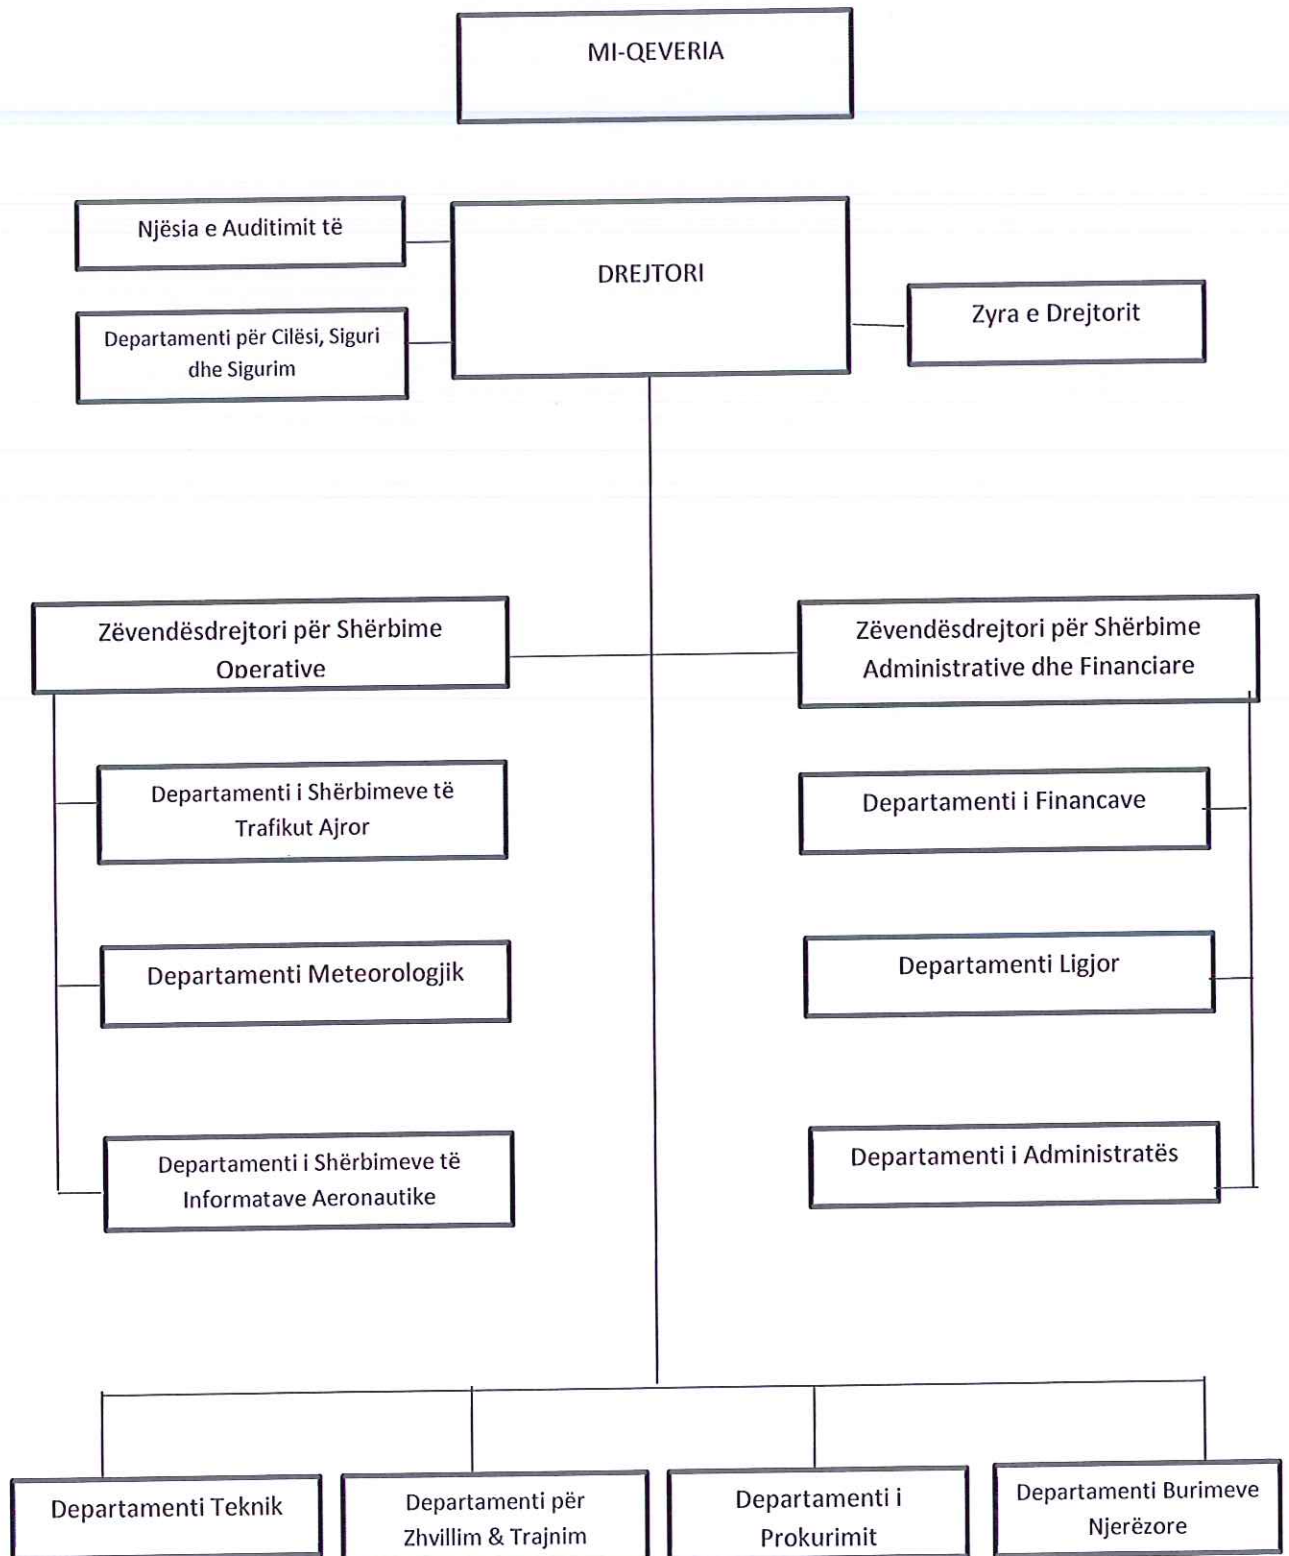 MI-QEVERIA
Njësia e Auditimit të
DREJTORI
Zyra e Drejtorit
Departamenti për Cilësi, Siguri
dhe Sigurim
Zëvendësdrejtori për Shërbime
Operative
Zëvendësdrejtori për Shërbime
Administrative dhe Financiare
Departamenti i Shërbimeve të
Trafikut Ajror
Departamenti i Financave
Departamenti Meteorologjik
Departamenti Ligjor
Departamenti i Shërbimeve të
Informatave Aeronautike
Departamenti i Administratës
Departamenti Teknik
Departamenti për
Zhvillim & Trajnim
Departamenti i
Prokurimit
Departamenti Burimeve
Njerëzore